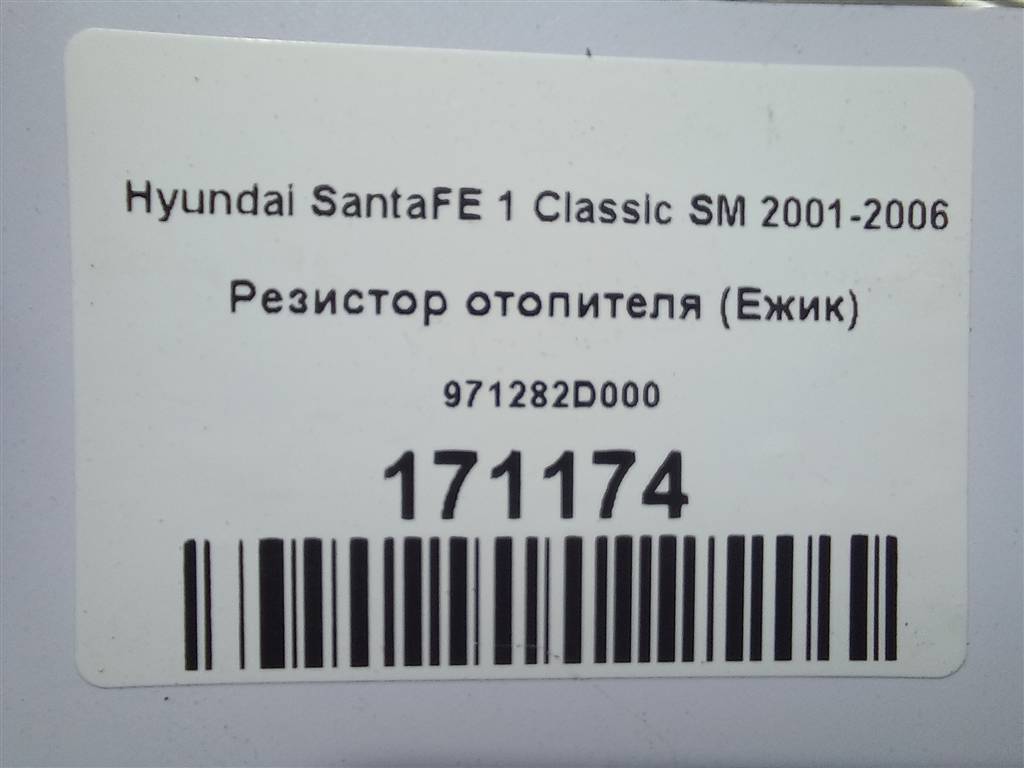 Hyundai SantaFE 1 Classic SM 2001-2006
Резистор отопителя (Ежик)
971282D000
171174